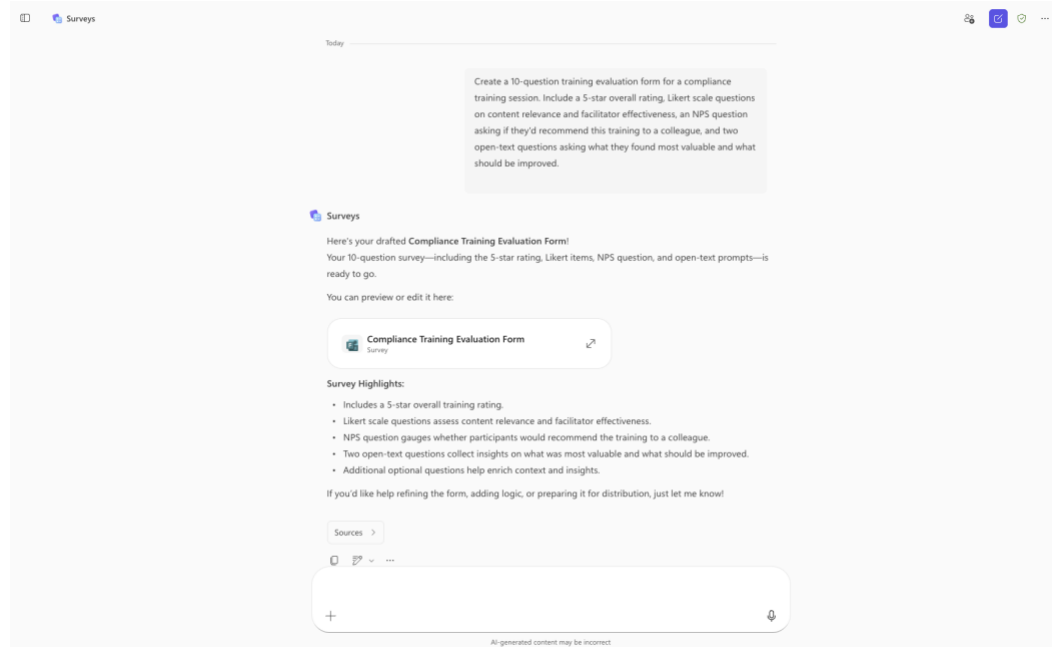 Surveys
Today
Create a 10-question training evaluation form for a compliance
training session. Include a 5-star overall rating, Likert scale questions
on content relevance and facilitator effectiveness, an NPS question
asking if they'd recommend this training to a colleague, and two
open-text questions asking what they found most valuable and what
should be improved.
Surveys
Here's your drafted Compliance Training Evaluation Form!
Your 10-question survey—including the 5-star rating, Likert items, NPS question, and open-text prompts—is
ready to go.
You can preview or edit it here:
Compliance Training Evaluation Form
Survey
Survey Highlights:
• Includes a 5-star overall training rating.
• Likert scale questions assess content relevance and facilitator effectiveness.
• NPS question gauges whether participants would recommend the training to a colleague.
• Two open-text questions collect insights on what was most valuable and what should be improved.
• Additional optional questions help enrich context and insights.
If you'd like help refining the form, adding logic, or preparing it for distribution, just let me know!
Sources
AI-generated content may be incorrect